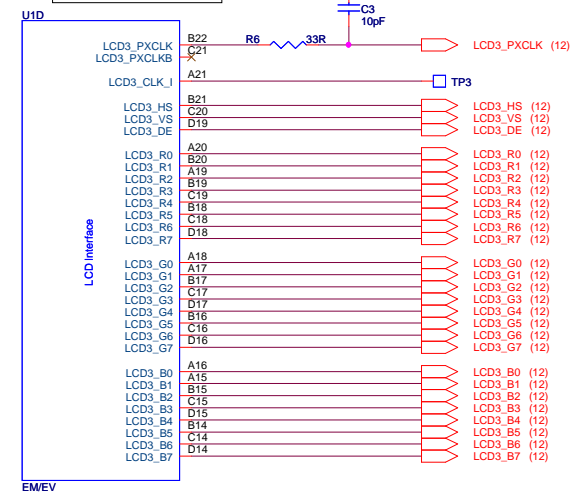 C3
10pF
U1D
LCD3_PXCLK B22 R6 33R LCD3_PXCLK (12)
LCD3_PXCLKB C21
LCD3_CLK_I A21 TP3
LCD3_HS B21 LCD3_HS (12)
LCD3_VS C20 LCD3_VS (12)
LCD3_DE D19 LCD3_DE (12)
LCD3_R0 A20 LCD3_R0 (12)
LCD3_R1 B20 LCD3_R1 (12)
LCD3_R2 A19 LCD3_R2 (12)
LCD3_R3 B19 LCD3_R3 (12)
LCD3_R4 C19 LCD3_R4 (12)
LCD3_R5 B18 LCD3_R5 (12)
LCD3_R6 C18 LCD3_R6 (12)
LCD3_R7 D18 LCD3_R7 (12)
LCD Interface
LCD3_G0 A18 LCD3_G0 (12)
LCD3_G1 A17 LCD3_G1 (12)
LCD3_G2 B17 LCD3_G2 (12)
LCD3_G3 C17 LCD3_G3 (12)
LCD3_G4 D17 LCD3_G4 (12)
LCD3_G5 B16 LCD3_G5 (12)
LCD3_G6 C16 LCD3_G6 (12)
LCD3_G7 D16 LCD3_G7 (12)
LCD3_B0 A16 LCD3_B0 (12)
LCD3_B1 A15 LCD3_B1 (12)
LCD3_B2 B15 LCD3_B2 (12)
LCD3_B3 C15 LCD3_B3 (12)
LCD3_B4 D15 LCD3_B4 (12)
LCD3_B5 B14 LCD3_B5 (12)
LCD3_B6 C14 LCD3_B6 (12)
LCD3_B7 D14 LCD3_B7 (12)
EM/EV